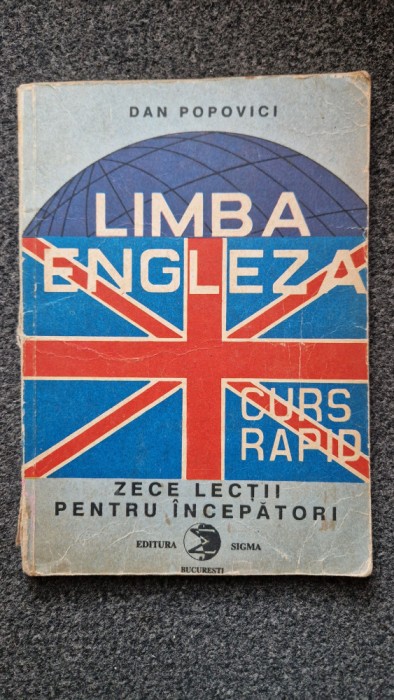 DAN POPOVICI
LIMBA
ENGLEZA
CURS
RAPID
ZECE LECȚII
PENTRU ÎNCEPĂTORI
EDITURA SIGMA
BUCUREȘTI